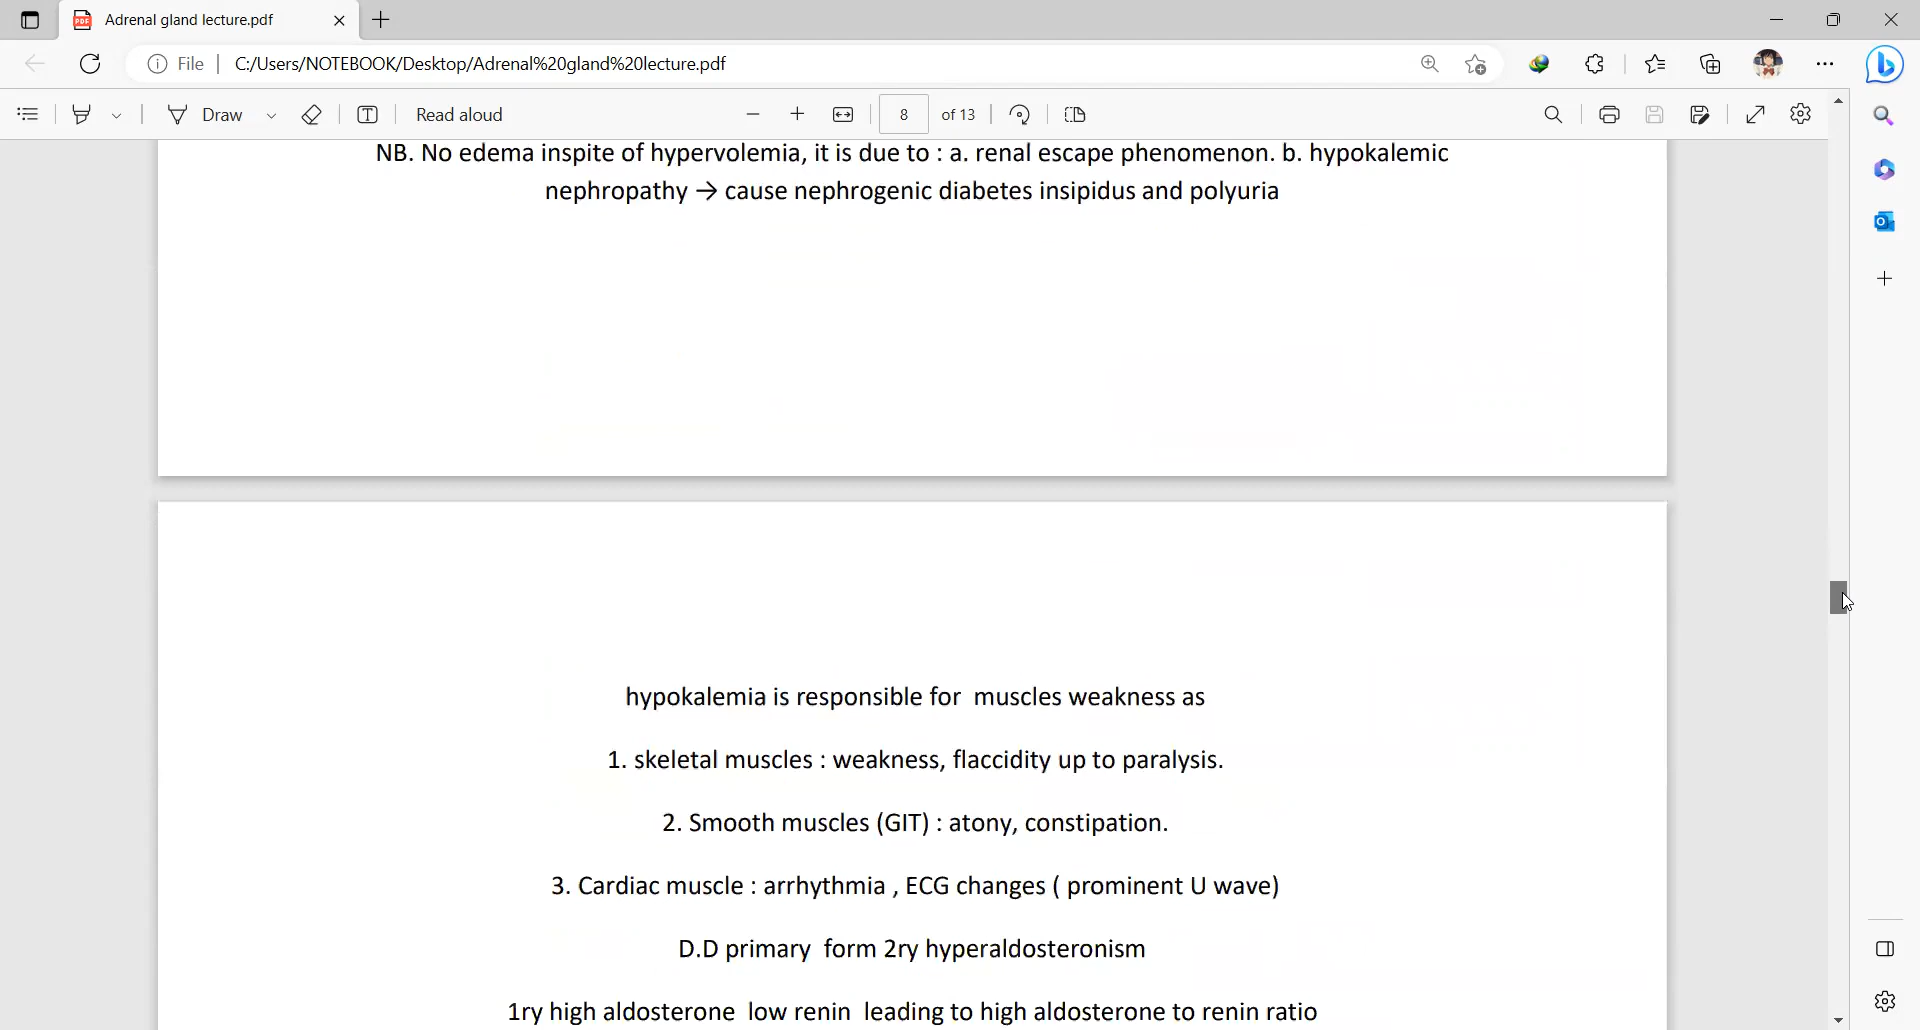 Adrenal gland lecture.pdf
File
C:/Users/NOTEBOOK/Desktop/Adrenal%20gland%20lecture.pdf
Draw
Read aloud
8
of 13
NB. No edema inspite of hypervolemia, it is due to : a. renal escape phenomenon. b. hypokalemic
nephropathy → cause nephrogenic diabetes insipidus and polyuria
hypokalemia is responsible for  muscles weakness as
1. skeletal muscles : weakness, flaccidity up to paralysis.
2. Smooth muscles (GIT) : atony, constipation.
3. Cardiac muscle : arrhythmia , ECG changes ( prominent U wave)
D.D primary  form 2ry hyperaldosteronism
1ry high aldosterone  low renin  leading to high aldosterone to renin ratio